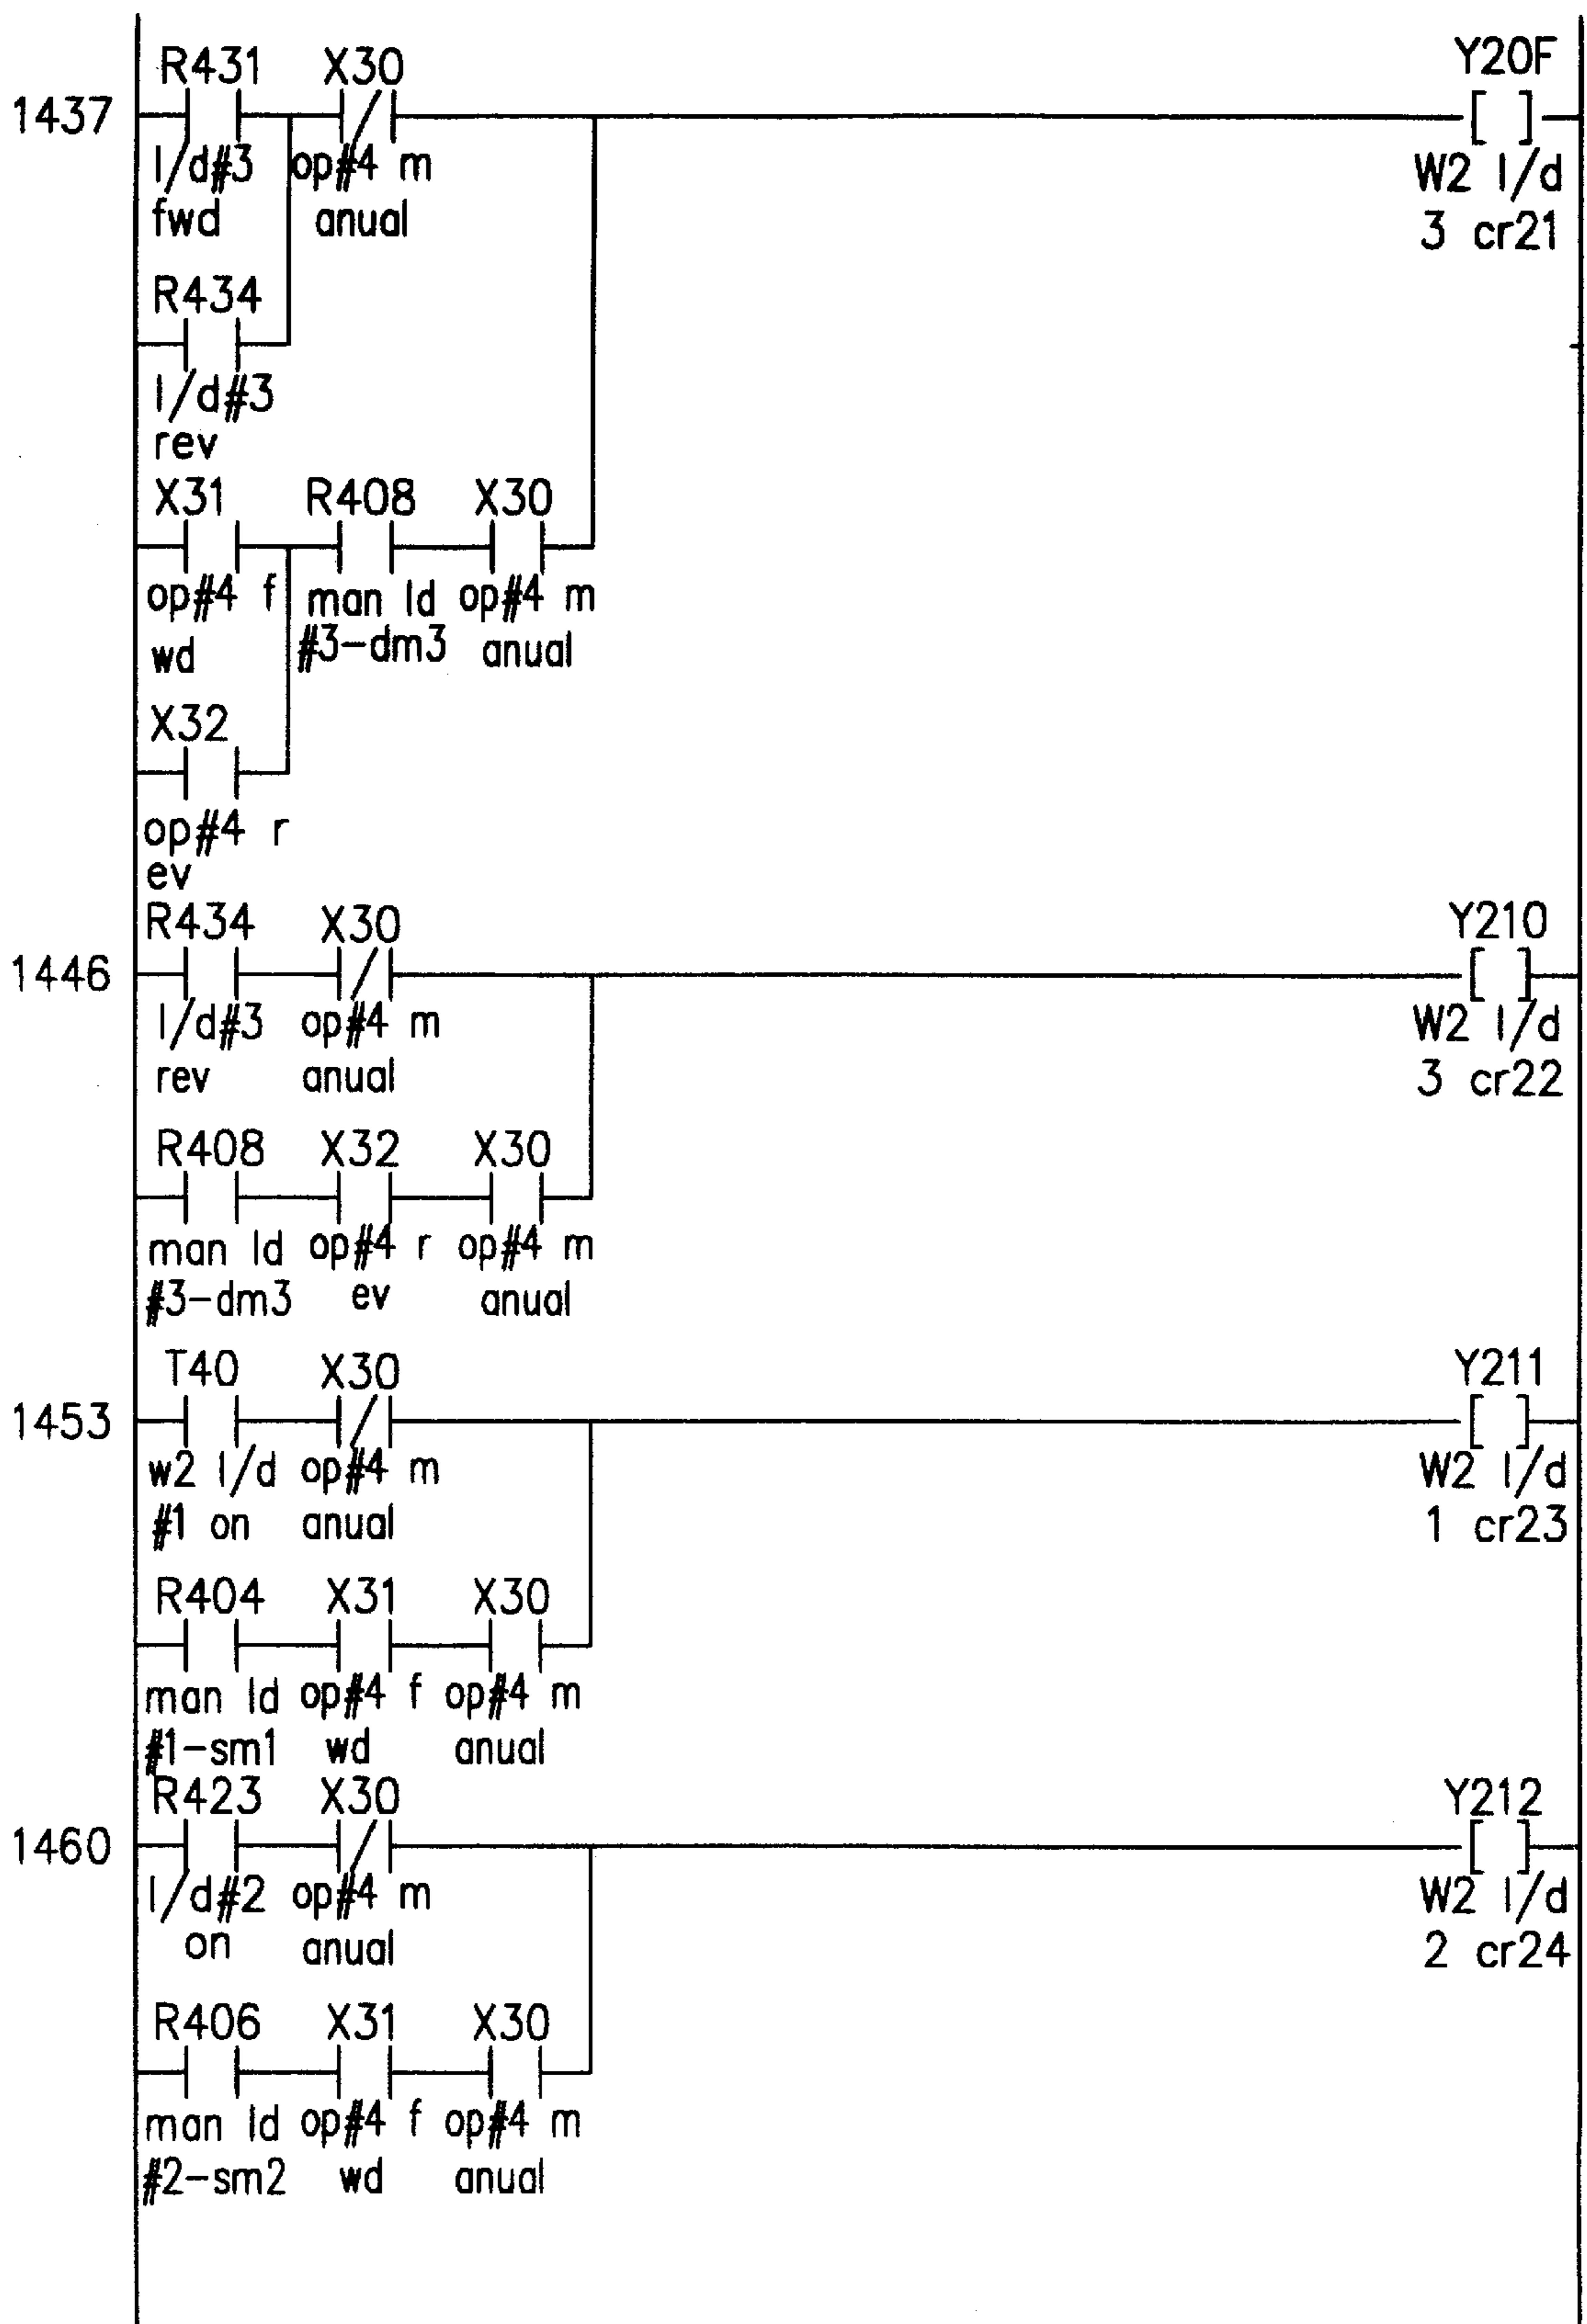 R431 X30 Y20F
1437 [ ]
l/d#3 op#4 m W2 l/d
fwd anual 3 cr21
R434
l/d#3
rev
X31 R408 X30
op#4 f man ld op#4 m
wd #3-dm3 anual
X32
op#4 r
ev
R434 X30 Y210
1446 [ ]
l/d#3 op#4 m W2 l/d
rev anual 3 cr22
R408 X32 X30
man ld op#4 r op#4 m
#3-dm3 ev anual
T40 X30 Y211
1453 [ ]
w2 l/d op#4 m W2 l/d
#1 on anual 1 cr23
R404 X31 X30
man ld op#4 f op#4 m
#1-sm1 wd anual
R423 X30 Y212
1460 [ ]
l/d#2 op#4 m W2 l/d
on anual 2 cr24
R406 X31 X30
man ld op#4 f op#4 m
#2-sm2 wd anual